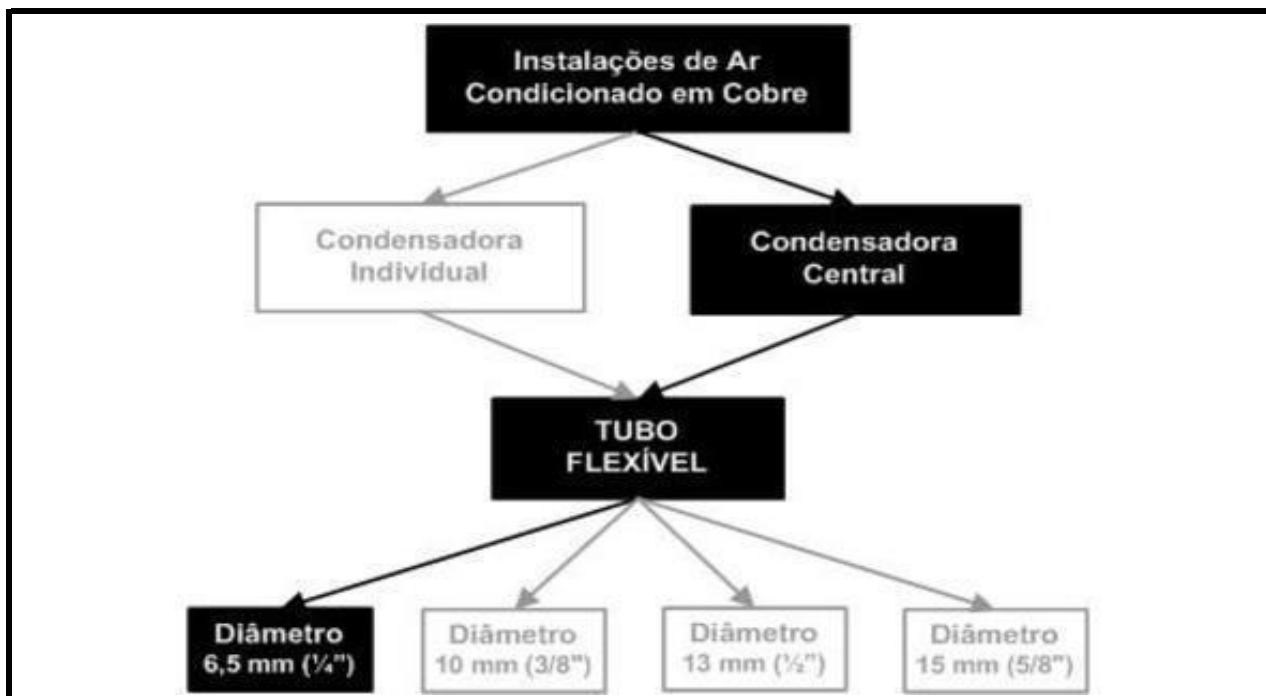 Instalações de Ar
Condicionado em Cobre
Condensadora
Individual
Condensadora
Central
TUBO
FLEXÍVEL
Diâmetro
6,5 mm (¼")
Diâmetro
10 mm (3/8")
Diâmetro
13 mm (½")
Diâmetro
15 mm (5/8")